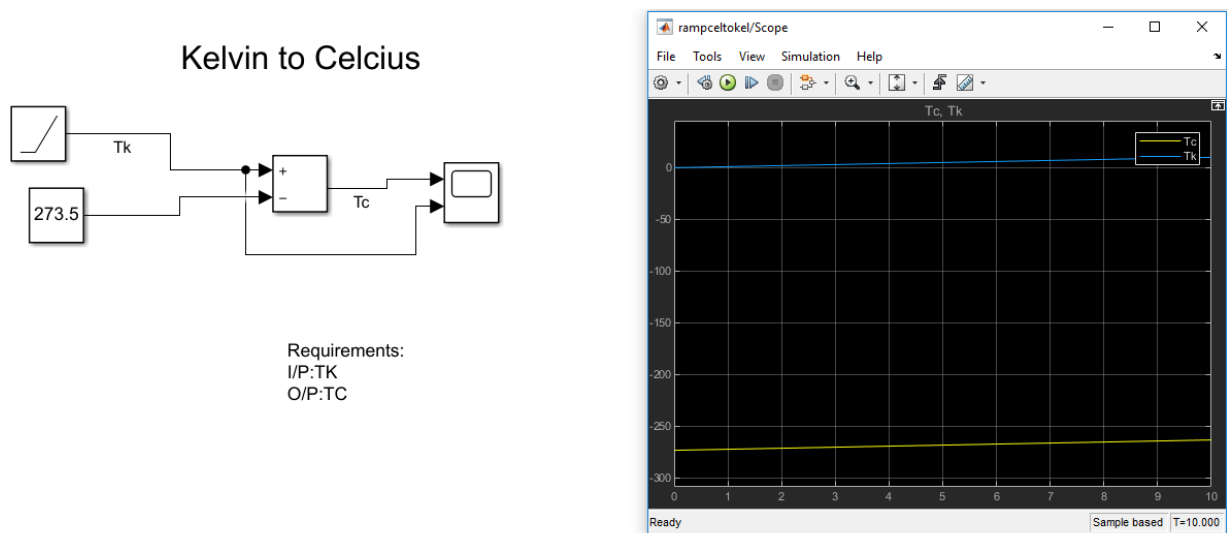 Kelvin to Celcius
Tk
+
−
273.5
Tc
Requirements:
I/P:TK
O/P:TC
rampceltokel/Scope
File Tools View Simulation Help
Tc, Tk
Tc
Tk
0
-50
-100
-150
-200
-250
-300
0 1 2 3 4 5 6 7 8 9 10
Ready Sample based T=10.000